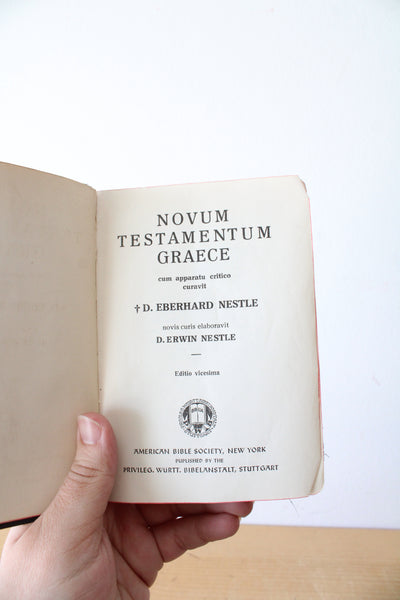 NOVUM
TESTAMENTUM
GRAECE
cum apparatu critico
curavit
† D. EBERHARD NESTLE
novis curis elaboravit
D. ERWIN NESTLE
—
Editio vicesima
AMERICAN BIBLE SOCIETY, NEW YORK
PUBLISHED BY THE
PRIVILEG. WURTT. BIBELANSTALT, STUTTGART